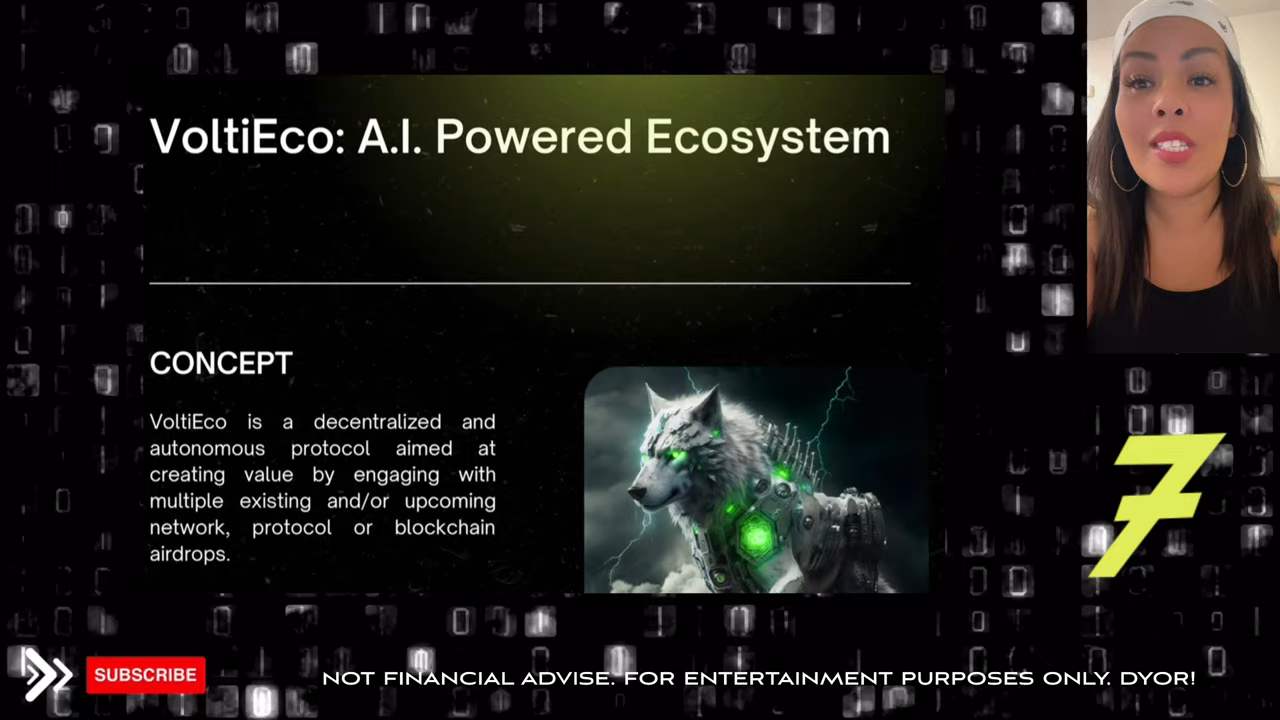 VoltiEco: A.I. Powered Ecosystem
CONCEPT
VoltiEco is a decentralized and
autonomous protocol aimed at
creating value by engaging with
multiple existing and/or upcoming
network, protocol or blockchain
airdrops.
SUBSCRIBE
NOT FINANCIAL ADVISE. FOR ENTERTAINMENT PURPOSES ONLY. DYOR!